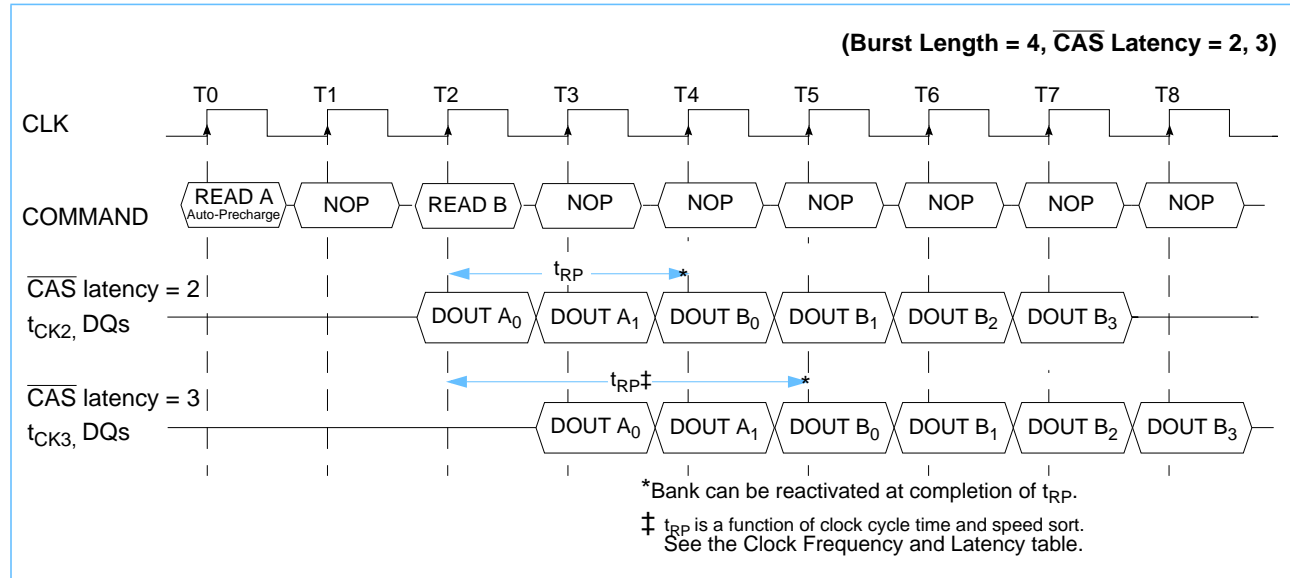 (Burst Length = 4, CAS Latency = 2, 3)
T0 T1 T2 T3 T4 T5 T6 T7 T8
CLK
COMMAND
READ A
Auto-Precharge
NOP
READ B
NOP
NOP
NOP
NOP
NOP
NOP
CAS latency = 2
tCK2, DQs
tRP
*
DOUT A0 DOUT A1 DOUT B0 DOUT B1 DOUT B2 DOUT B3
CAS latency = 3
tCK3, DQs
tRP‡
*
DOUT A0 DOUT A1 DOUT B0 DOUT B1 DOUT B2 DOUT B3
*Bank can be reactivated at completion of tRP.
‡ tRP is a function of clock cycle time and speed sort.
See the Clock Frequency and Latency table.